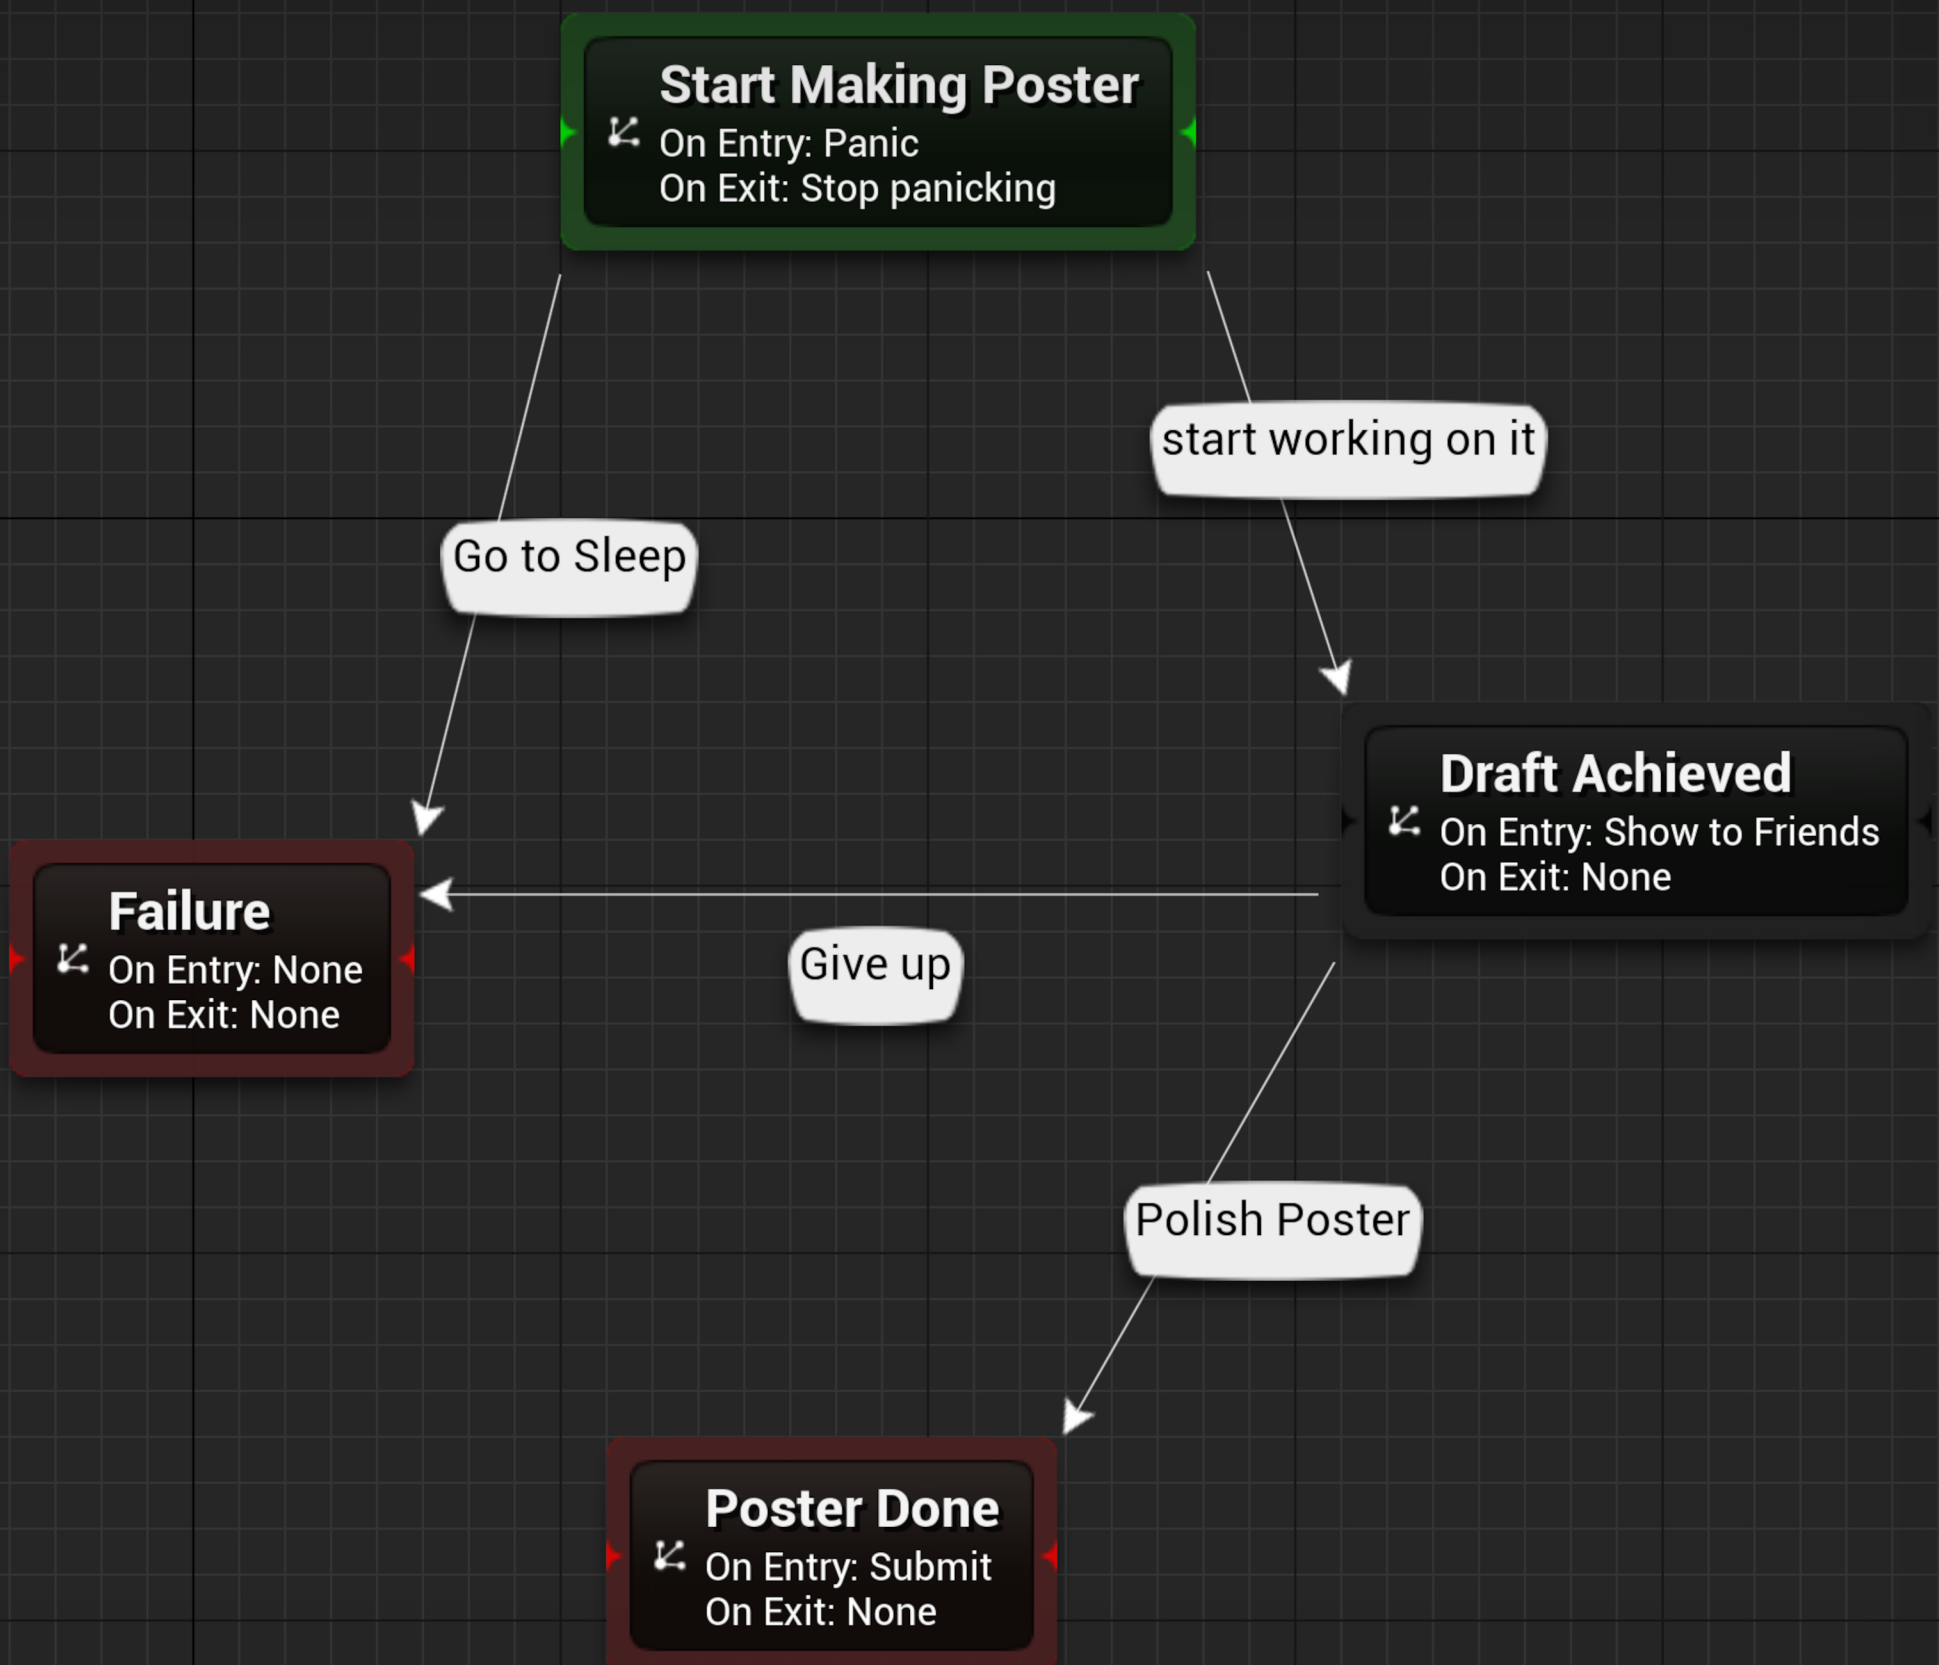 Start Making Poster
On Entry: Panic
On Exit: Stop panicking
start working on it
Go to Sleep
Draft Achieved
On Entry: Show to Friends
On Exit: None
Failure
On Entry: None
On Exit: None
Give up
Polish Poster
Poster Done
On Entry: Submit
On Exit: None